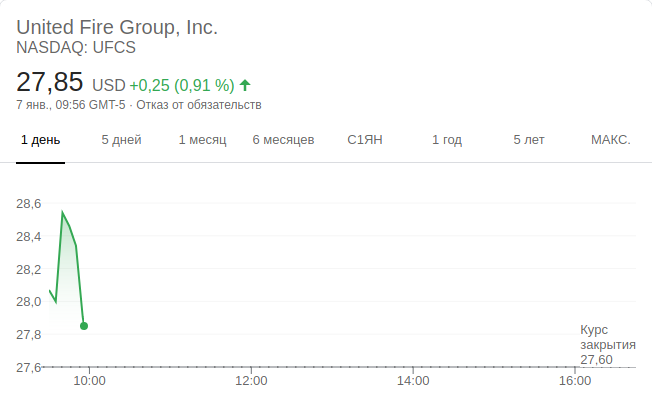 United Fire Group, Inc.
NASDAQ: UFCS
27,85 USD +0,25 (0,91 %)
7 янв., 09:56 GMT-5 · Отказ от обязательств
1 день 5 дней 1 месяц 6 месяцев С1ЯН 1 год 5 лет МАКС.
28,6
28,4
28,2
28,0
27,8
27,6
Курс
закрытия
27,60
10:00 12:00 14:00 16:00